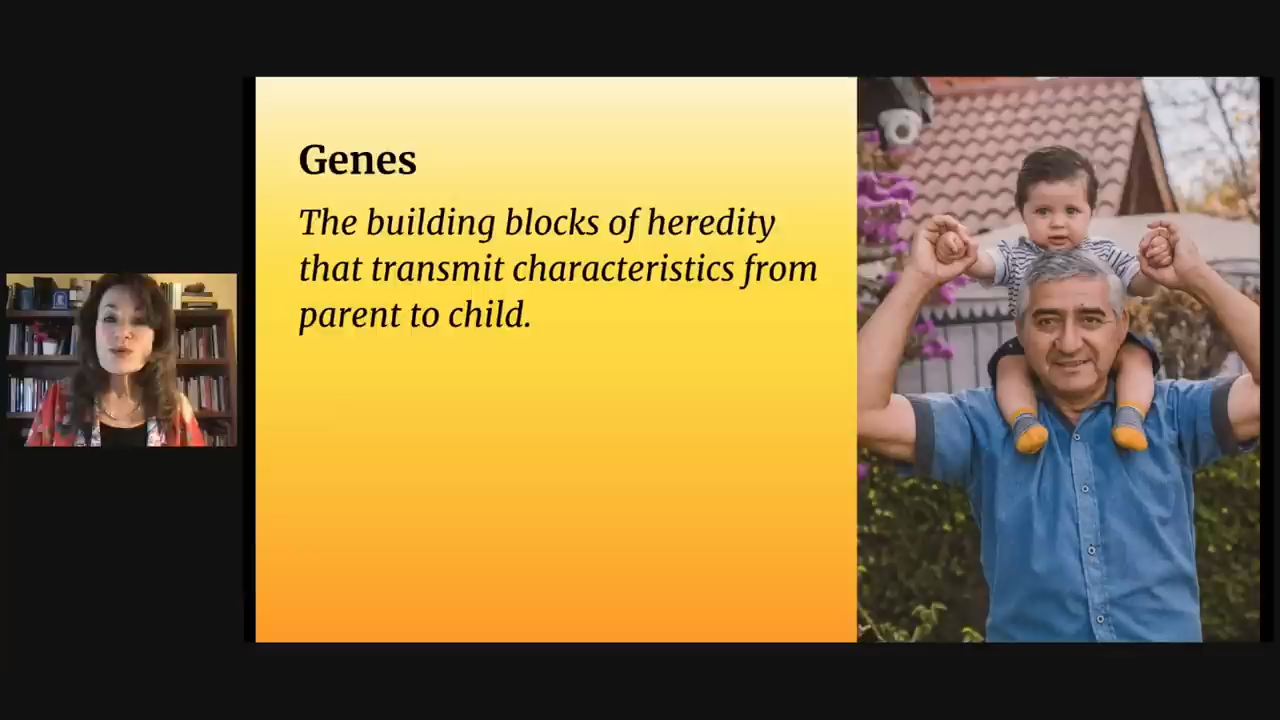 Genes
The building blocks of heredity
that transmit characteristics from
parent to child.